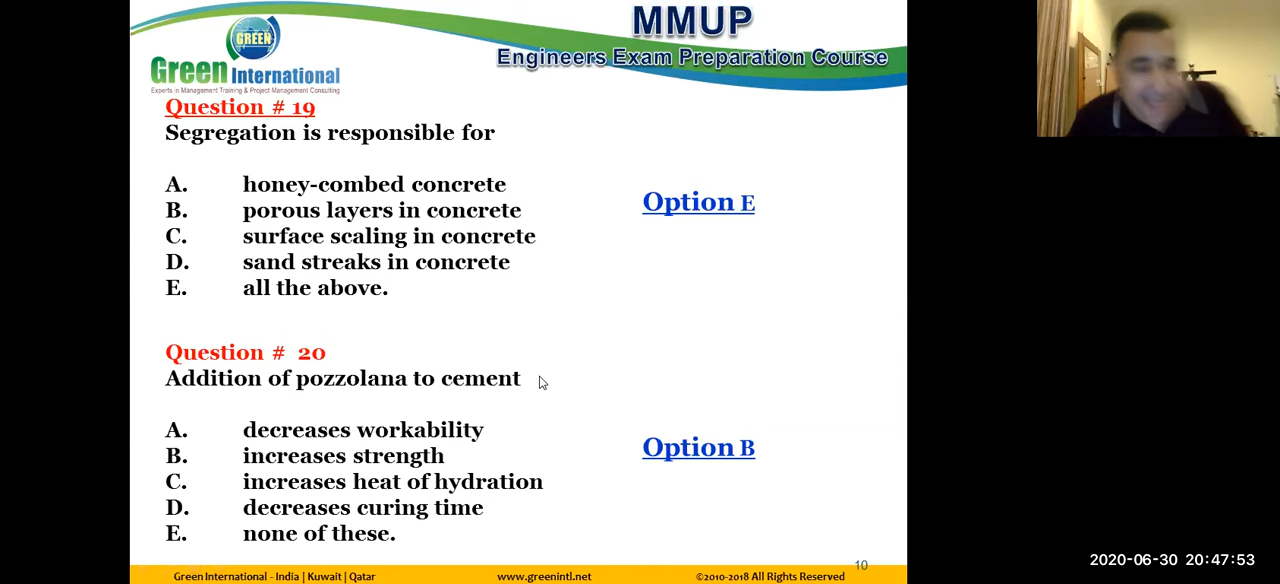 MMUP
Engineers Exam Preparation Course
GREEN
Green International
Experts in Management Training & Project Management Consulting
Question # 19
Segregation is responsible for
A. honey-combed concrete
B. porous layers in concrete
C. surface scaling in concrete
D. sand streaks in concrete
E. all the above.
Option E
Question # 20
Addition of pozzolana to cement
A. decreases workability
B. increases strength
C. increases heat of hydration
D. decreases curing time
E. none of these.
Option B
10
Green International - India | Kuwait | Qatar www.greenintl.net ©2010-2018 All Rights Reserved
2020-06-30 20:47:53